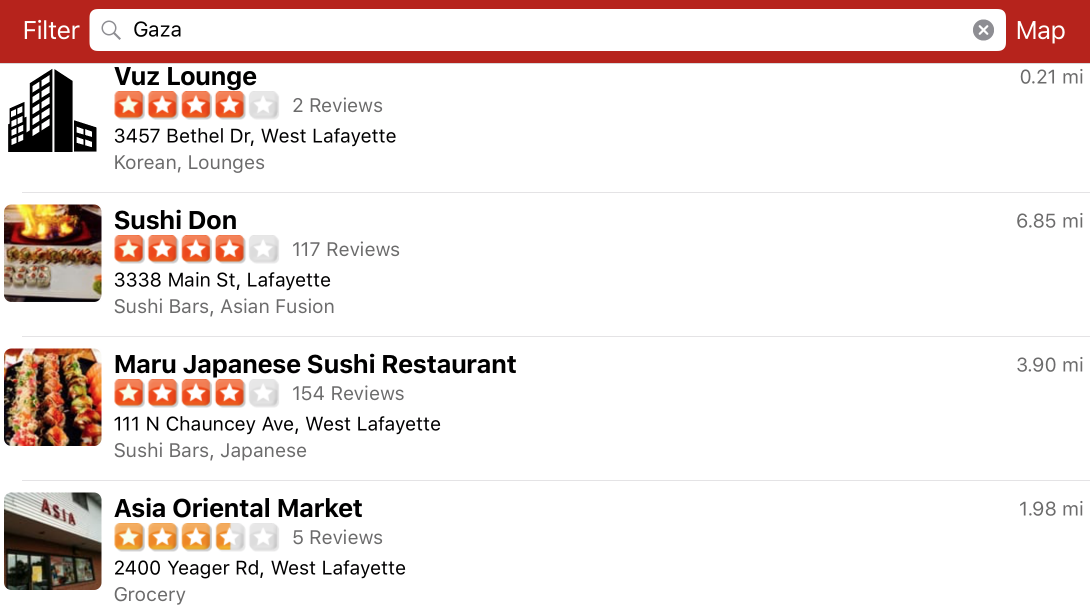 Filter
Gaza
Map
Vuz Lounge
0.21 mi
2 Reviews
3457 Bethel Dr, West Lafayette
Korean, Lounges
Sushi Don
6.85 mi
117 Reviews
3338 Main St, Lafayette
Sushi Bars, Asian Fusion
Maru Japanese Sushi Restaurant
3.90 mi
154 Reviews
111 N Chauncey Ave, West Lafayette
Sushi Bars, Japanese
Asia Oriental Market
1.98 mi
ASIA
5 Reviews
2400 Yeager Rd, West Lafayette
Grocery